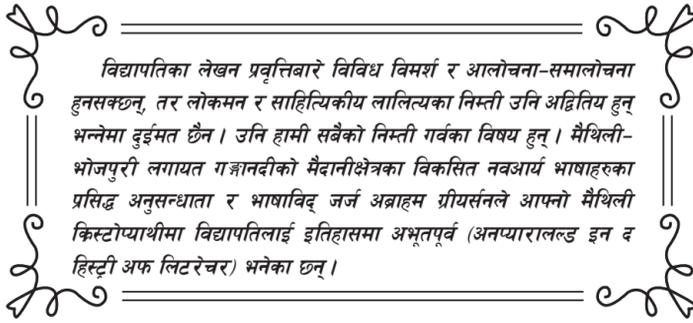 विद्यापतिका लेखन प्रवृत्तिबारे विविध विमर्श र आलोचना-समालोचना
हुनसक्छन्, तर लोकमन र साहित्यिकीय लालित्यका निम्ती उनि अद्वितिय हुन्
भन्नेमा दुईमत छैन । उनि हामी सबैको निम्ती गर्वका विषय हुन् । मैथिली-
भोजपुरी लगायत गङ्गानदीको मैदानीक्षेत्रका विकसित नवआर्य भाषाहरुका
प्रसिद्ध अनुसन्धाता र भाषाविद् जर्ज अब्राहम ग्रीयर्सनले आफ्नो मैथिली
क्रिस्टोप्याथीमा विद्यापतिलाई इतिहासमा अभूतपूर्व (अनप्यारालल्ड इन द
हिस्ट्री अफ लिटरेचर) भनेका छन् ।